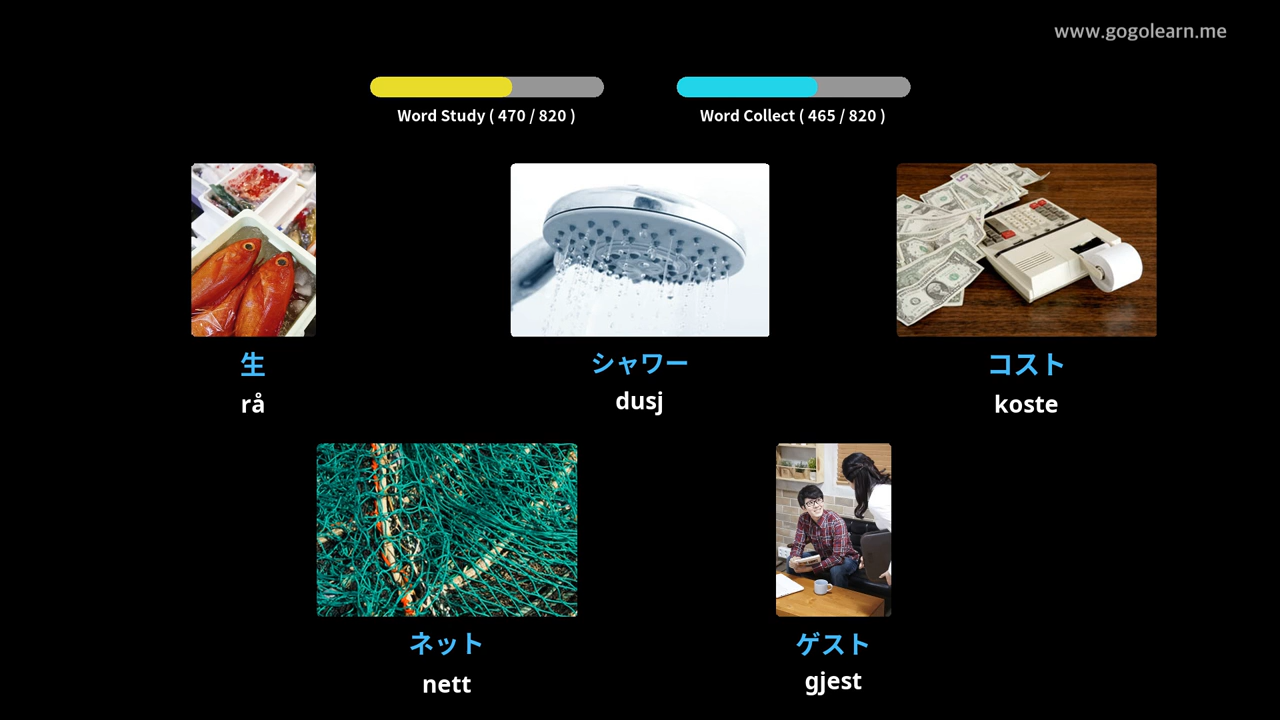 www.gogolearn.me
Word Study ( 470 / 820 )
Word Collect ( 465 / 820 )
生
rå
シャワー
dusj
コスト
koste
ネット
nett
ゲスト
gjest